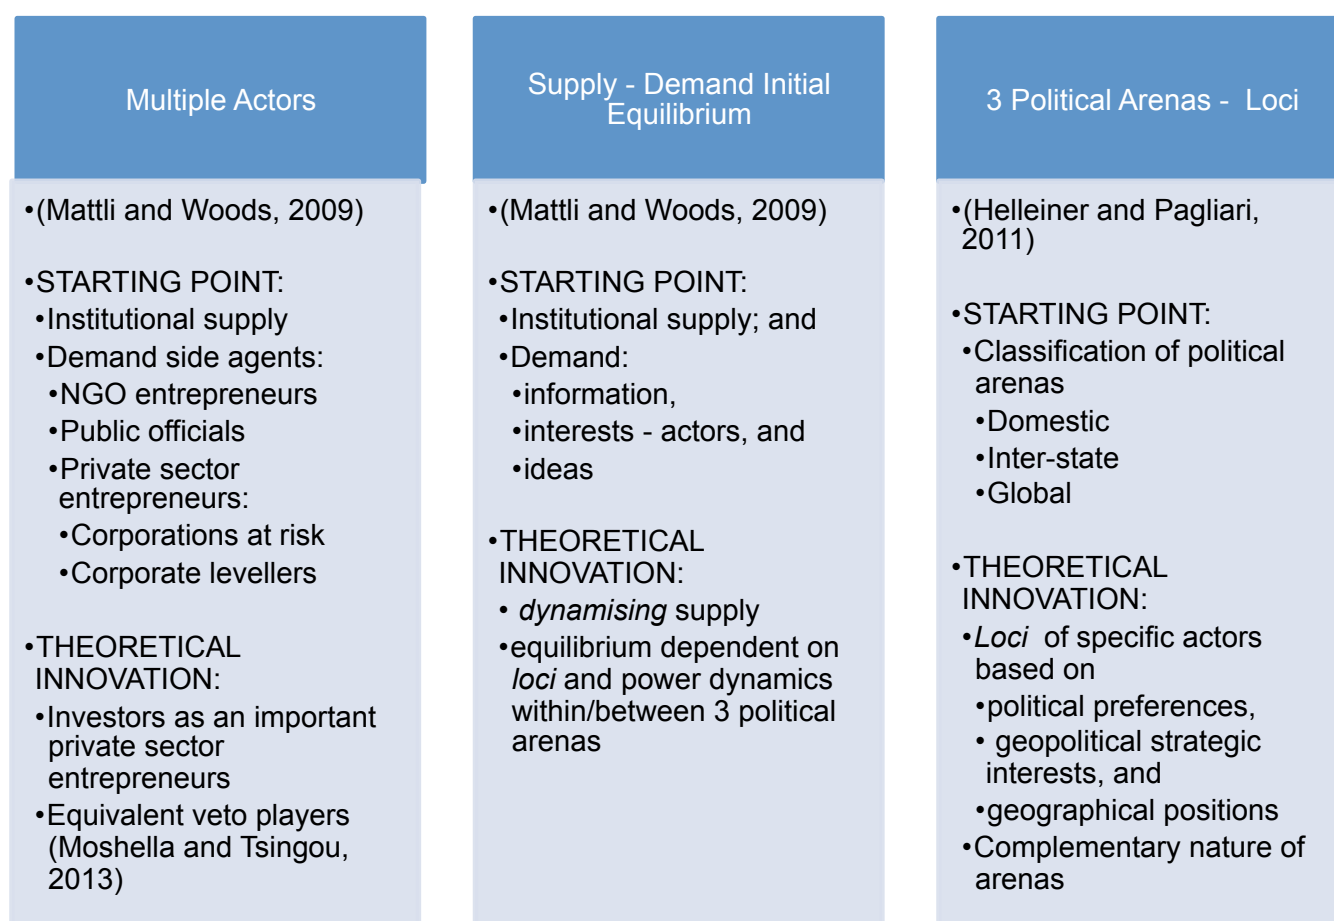 Multiple Actors
•(Mattli and Woods, 2009)
•STARTING POINT:
•Institutional supply
•Demand side agents:
•NGO entrepreneurs
•Public officials
•Private sector
entrepreneurs:
•Corporations at risk
•Corporate levellers
•THEORETICAL
INNOVATION:
•Investors as an important
private sector
entrepreneurs
•Equivalent veto players
(Moshella and Tsingou,
2013)
Supply - Demand Initial
Equilibrium
•(Mattli and Woods, 2009)
•STARTING POINT:
•Institutional supply; and
•Demand:
•information,
•interests - actors, and
•ideas
•THEORETICAL
INNOVATION:
• dynamising supply
•equilibrium dependent on
loci and power dynamics
within/between 3 political
arenas
3 Political Arenas - Loci
•(Helleiner and Pagliari,
2011)
•STARTING POINT:
•Classification of political
arenas
•Domestic
•Inter-state
•Global
•THEORETICAL
INNOVATION:
•Loci of specific actors
based on
•political preferences,
• geopolitical strategic
interests, and
•geographical positions
•Complementary nature of
arenas